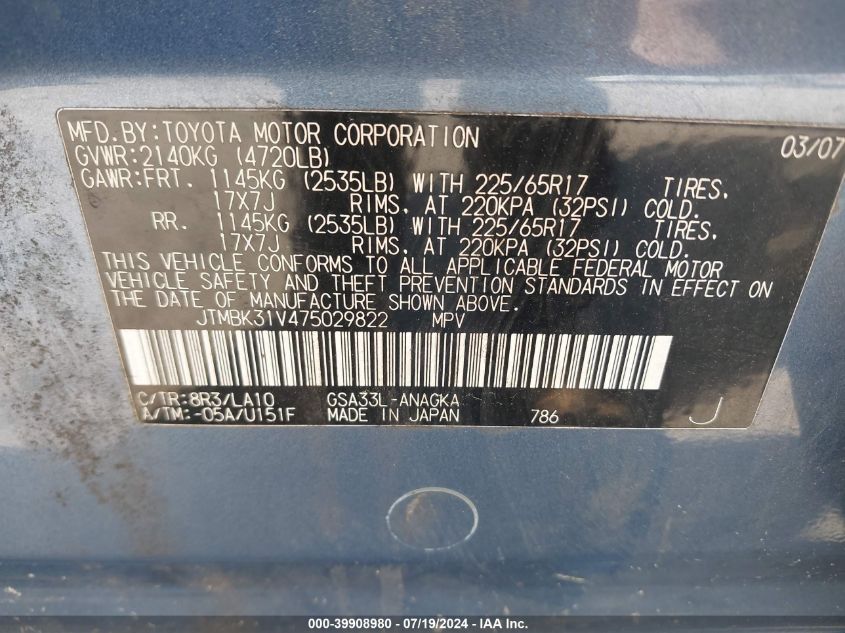 MFD. BY: TOYOTA MOTOR CORPORATION 03/07
GVWR: 2140KG (4720LB)
GAWR: FRT. 1145KG (2535LB) WITH 225/65R17 TIRES,
17X7J RIMS, AT 220KPA (32PSI) COLD.
RR. 1145KG (2535LB) WITH 225/65R17 TIRES,
17X7J RIMS, AT 220KPA (32PSI) COLD.
THIS VEHICLE CONFORMS TO ALL APPLICABLE FEDERAL MOTOR
VEHICLE SAFETY AND THEFT PREVENTION STANDARDS IN EFFECT ON
THE DATE OF MANUFACTURE SHOWN ABOVE.
JTMBK31V475029822 MPV
C/TR: 8R3/LA10 GSA33L-ANAGKA
A/TM: -05A/U151F MADE IN JAPAN 786 J
000-39908980 - 07/19/2024 - IAA Inc.